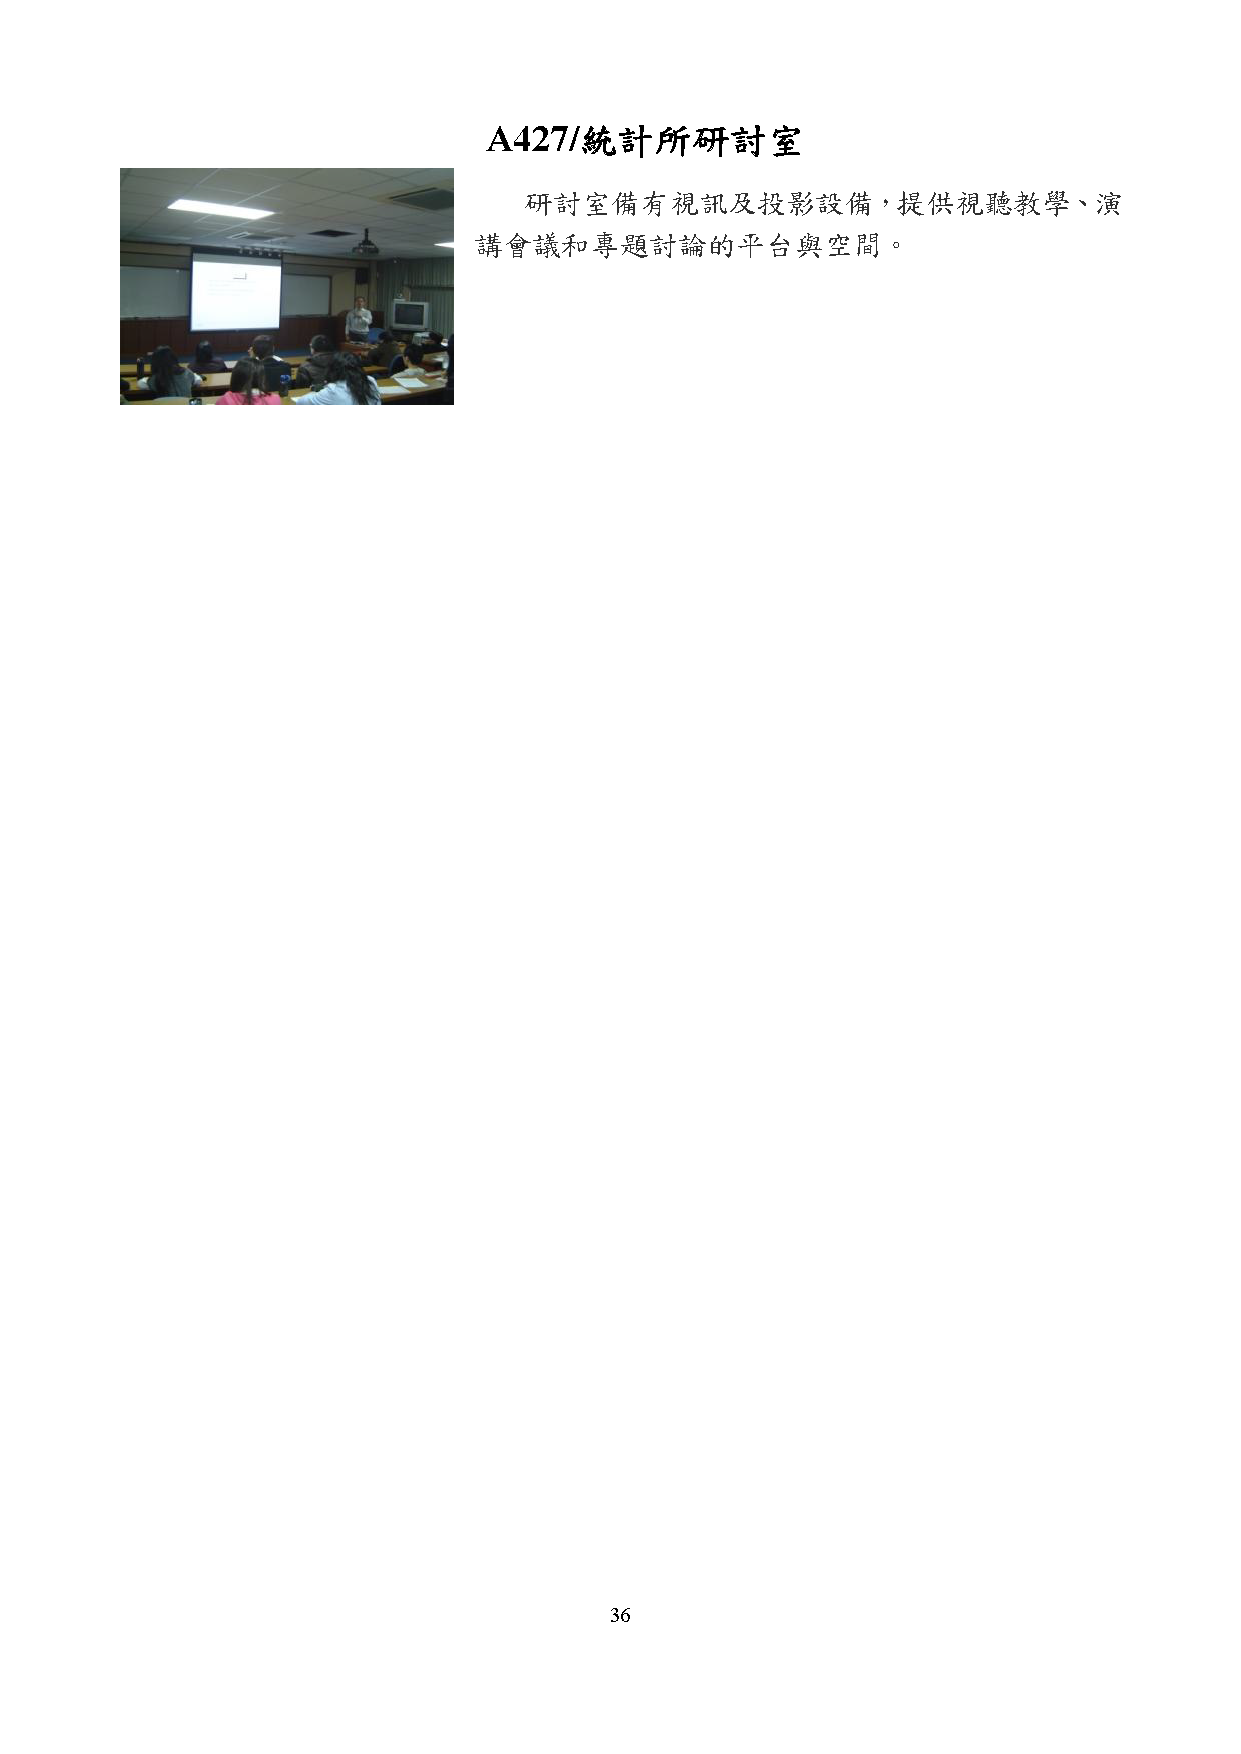 A427/統計所研討室
研討室備有視訊及投影設備，提供視聽教學、演
講會議和專題討論的平台與空間。
36